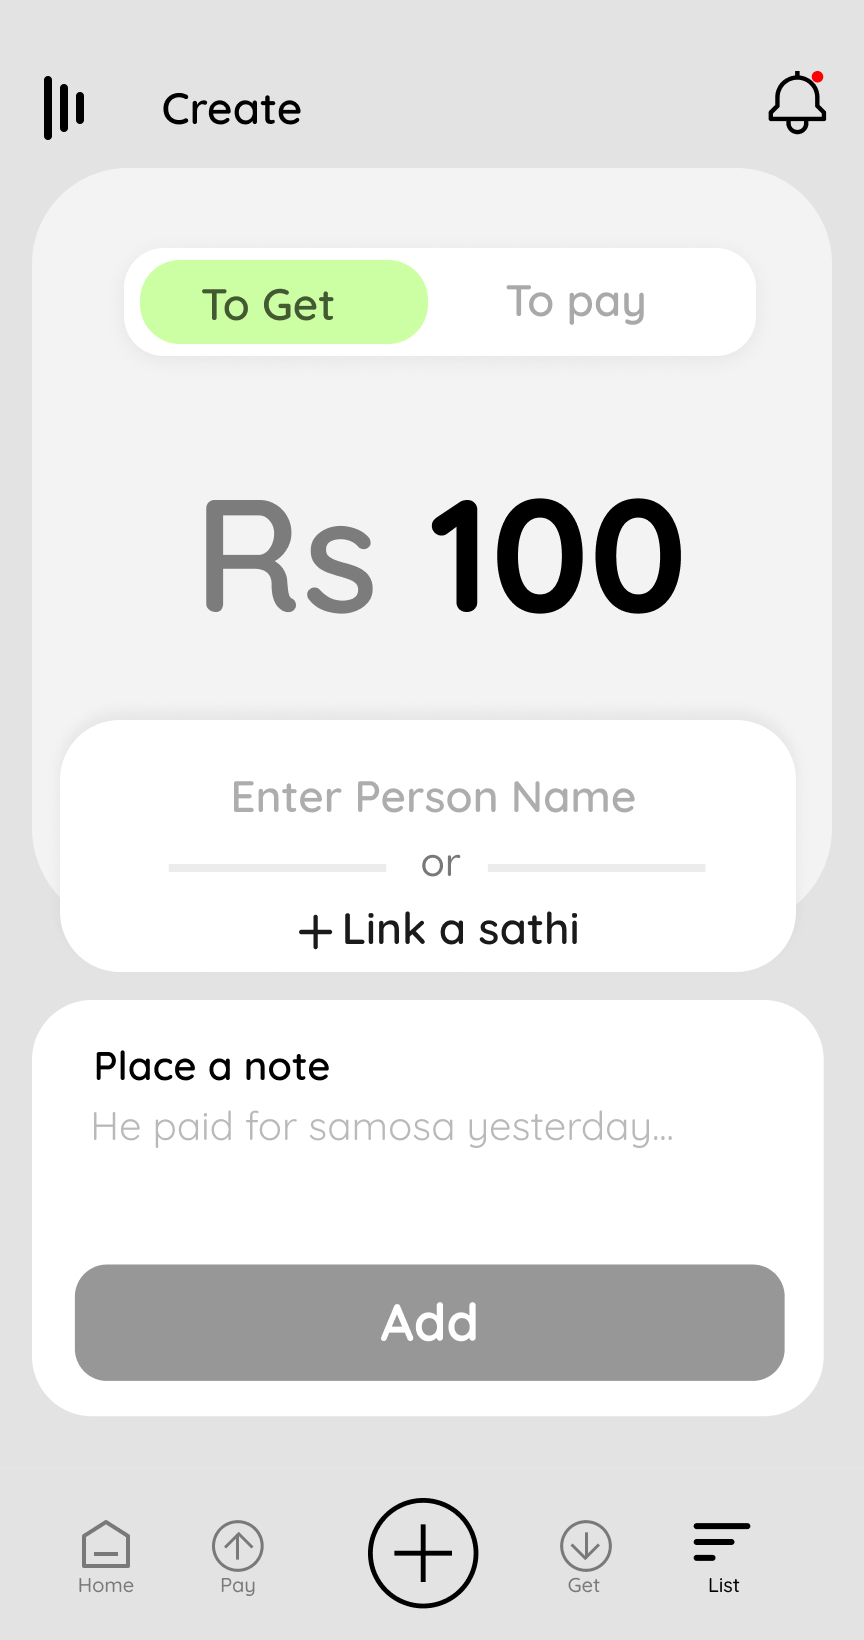 Create
To Get
To pay
Rs 100
Enter Person Name
or
+ Link a sathi
Place a note
He paid for samosa yesterday...
Add
Home
Pay
Get
List